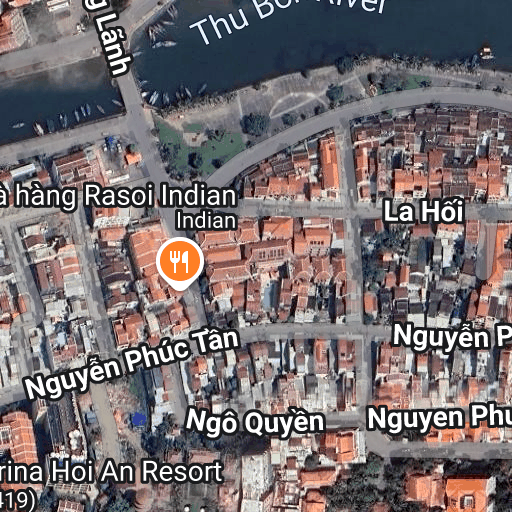 g Lãnh
Thu Bồn River
à hàng Rasoi Indian
Indian
La Hối
Nguyễn Phúc Tần
Nguyễn P
Ngô Quyền
Nguyen Phu
rina Hoi An Resort
419)